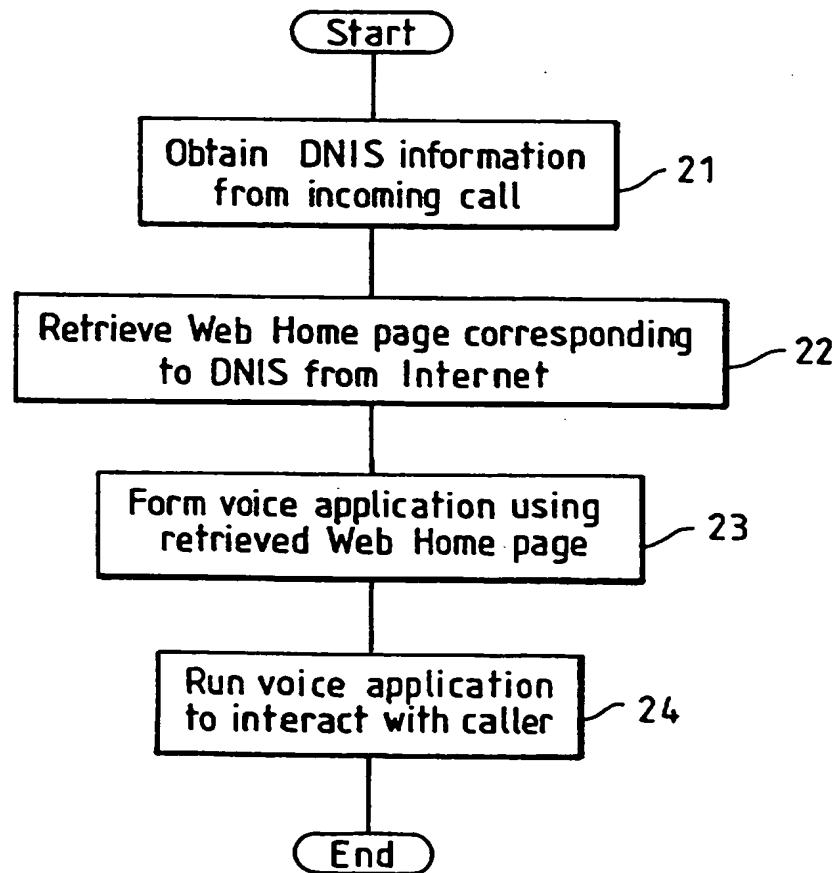 Start
Obtain DNIS information
from incoming call
21
Retrieve Web Home page corresponding
to DNIS from Internet
22
Form voice application using
retrieved Web Home page
23
Run voice application
to interact with caller
24
End